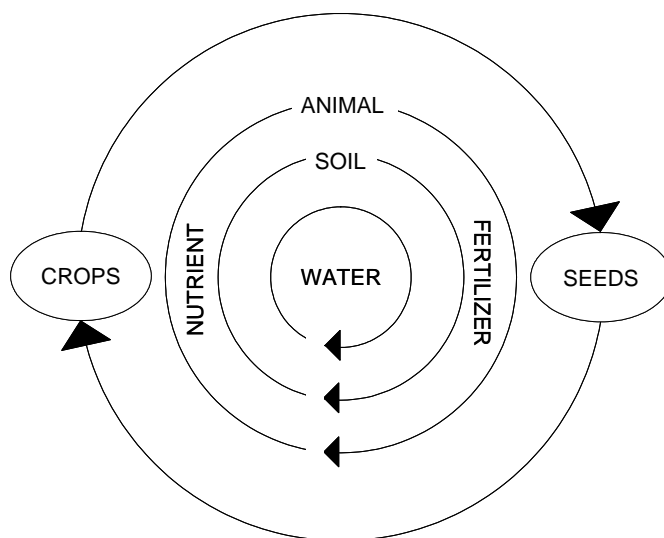 ANIMAL
SOIL
CROPS
NUTRIENT
WATER
FERTILIZER
SEEDS